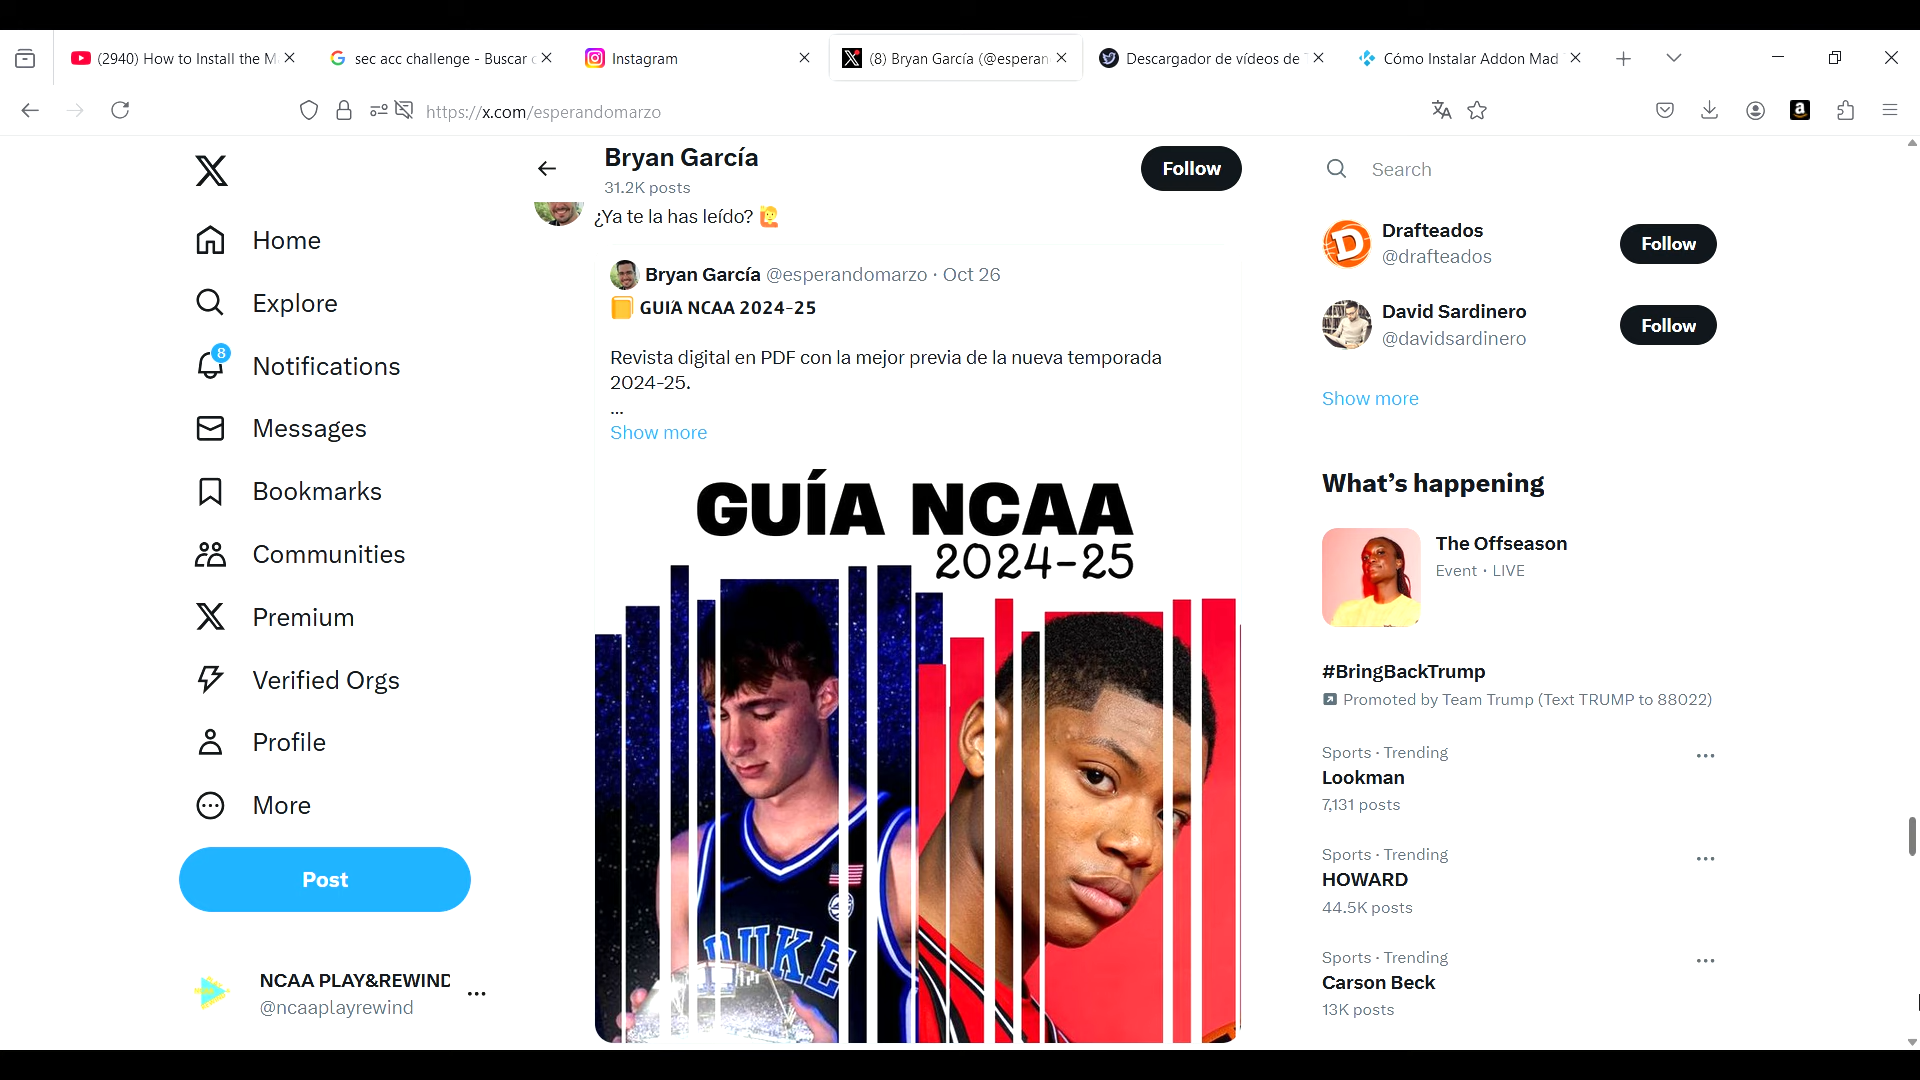 (2940) How to Install the M
sec acc challenge - Buscar c
Instagram
(8) Bryan García (@esperan
Descargador de vídeos de
Cómo Instalar Addon Mad
https://x.com/esperandomarzo
Home
Explore
8
Notifications
Messages
Bookmarks
Communities
Premium
Verified Orgs
Profile
More
Post
NCAA PLAY&REWIND
@ncaaplayrewind
Bryan García
31.2K posts
Follow
¿Ya te la has leído?
Bryan García @esperandomarzo · Oct 26
GUÍA NCAA 2024-25
Revista digital en PDF con la mejor previa de la nueva temporada
2024-25.
...
Show more
GUÍA NCAA
2024-25
DUKE
Search
Drafteados
@drafteados
Follow
David Sardinero
@davidsardinero
Follow
Show more
What’s happening
The Offseason
Event · LIVE
#BringBackTrump
Promoted by Team Trump (Text TRUMP to 88022)
Sports · Trending
Lookman
7,131 posts
Sports · Trending
HOWARD
44.5K posts
Sports · Trending
Carson Beck
13K posts